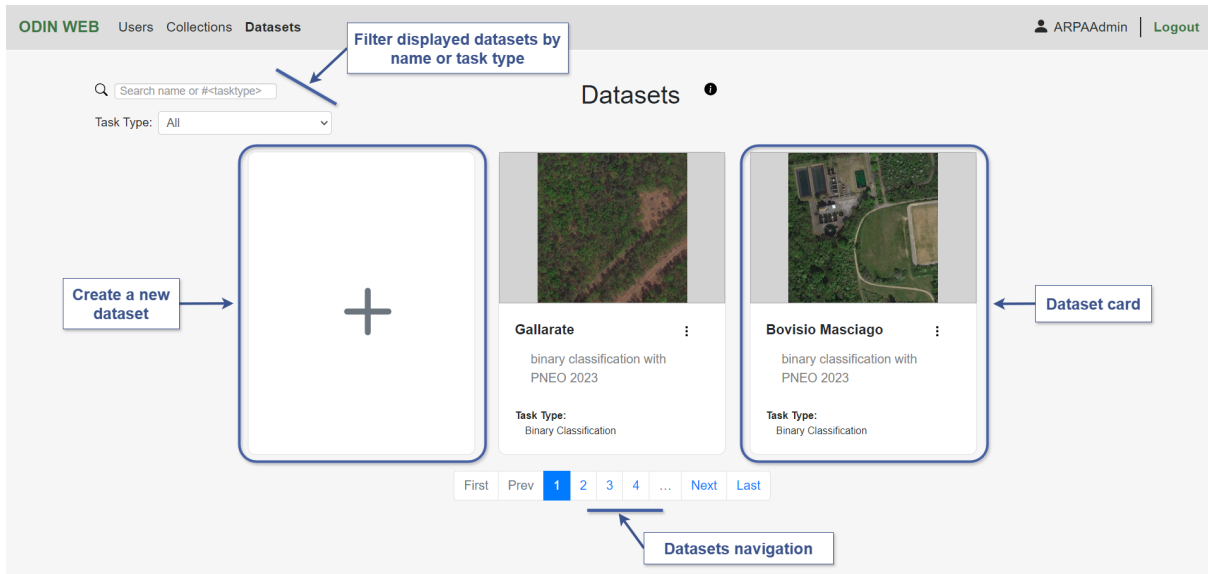 ODIN WEB Users Collections Datasets ARPAAdmin Logout
Filter displayed datasets by
name or task type
Search name or #<tasktype>
Datasets
Task Type: All
Create a new
dataset
Gallarate
binary classification with
PNEO 2023
Task Type:
Binary Classification
Bovisio Masciago
binary classification with
PNEO 2023
Task Type:
Binary Classification
Dataset card
First Prev 1 2 3 4 ... Next Last
Datasets navigation